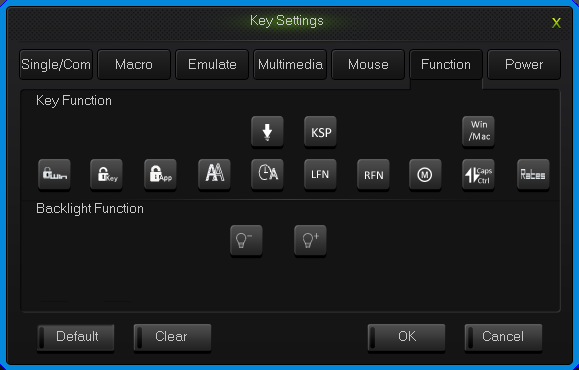 Key Settings
X
Single/Com Macro Emulate Multimedia Mouse Function Power
Key Function
KSP
Win
/Mac
Win Key App A LFN RFN M Caps
Ctrl
Rates
Backlight Function
Default Clear OK Cancel